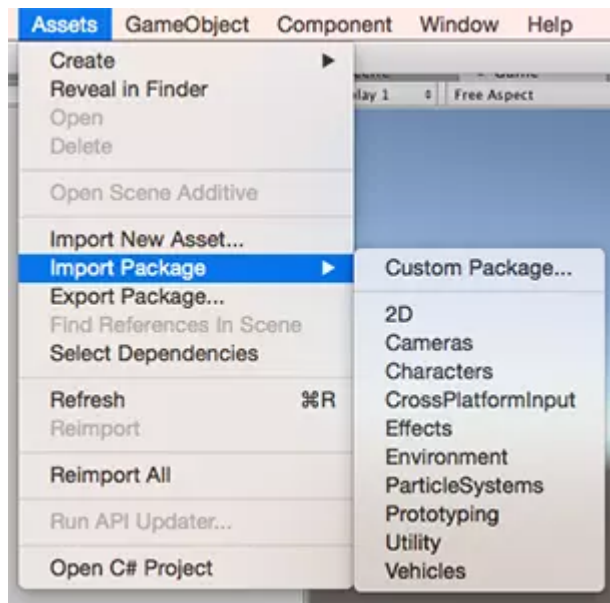 Assets GameObject Component Window Help
Create
Reveal in Finder
Open
Delete
Open Scene Additive
Import New Asset...
Import Package
Export Package...
Find References In Scene
Select Dependencies
Refresh ⌘R
Reimport
Reimport All
Run API Updater...
Open C# Project
Free Aspect
Custom Package...
2D
Cameras
Characters
CrossPlatformInput
Effects
Environment
ParticleSystems
Prototyping
Utility
Vehicles